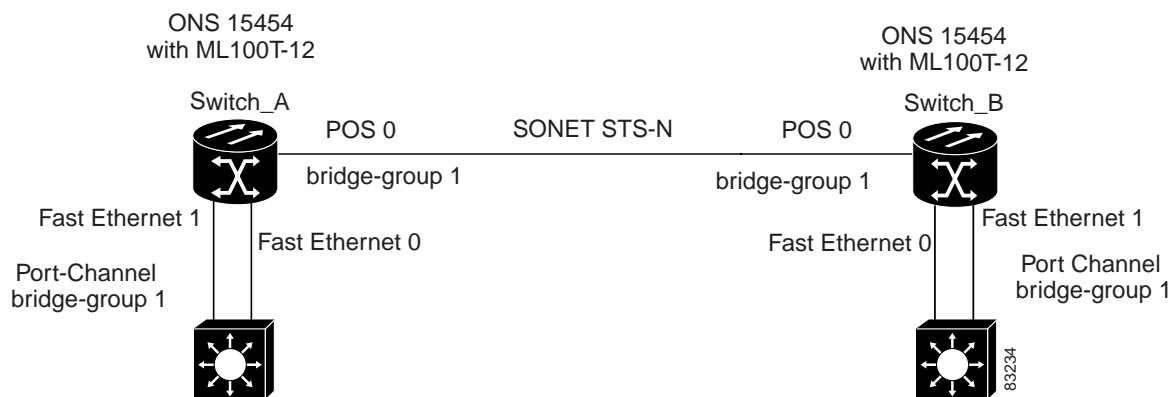 ONS 15454
with ML100T-12
ONS 15454
with ML100T-12
Switch_A
Switch_B
POS 0
SONET STS-N
POS 0
bridge-group 1
bridge-group 1
Fast Ethernet 1
Fast Ethernet 0
Fast Ethernet 0
Fast Ethernet 1
Port-Channel
bridge-group 1
Port Channel
bridge-group 1
83234